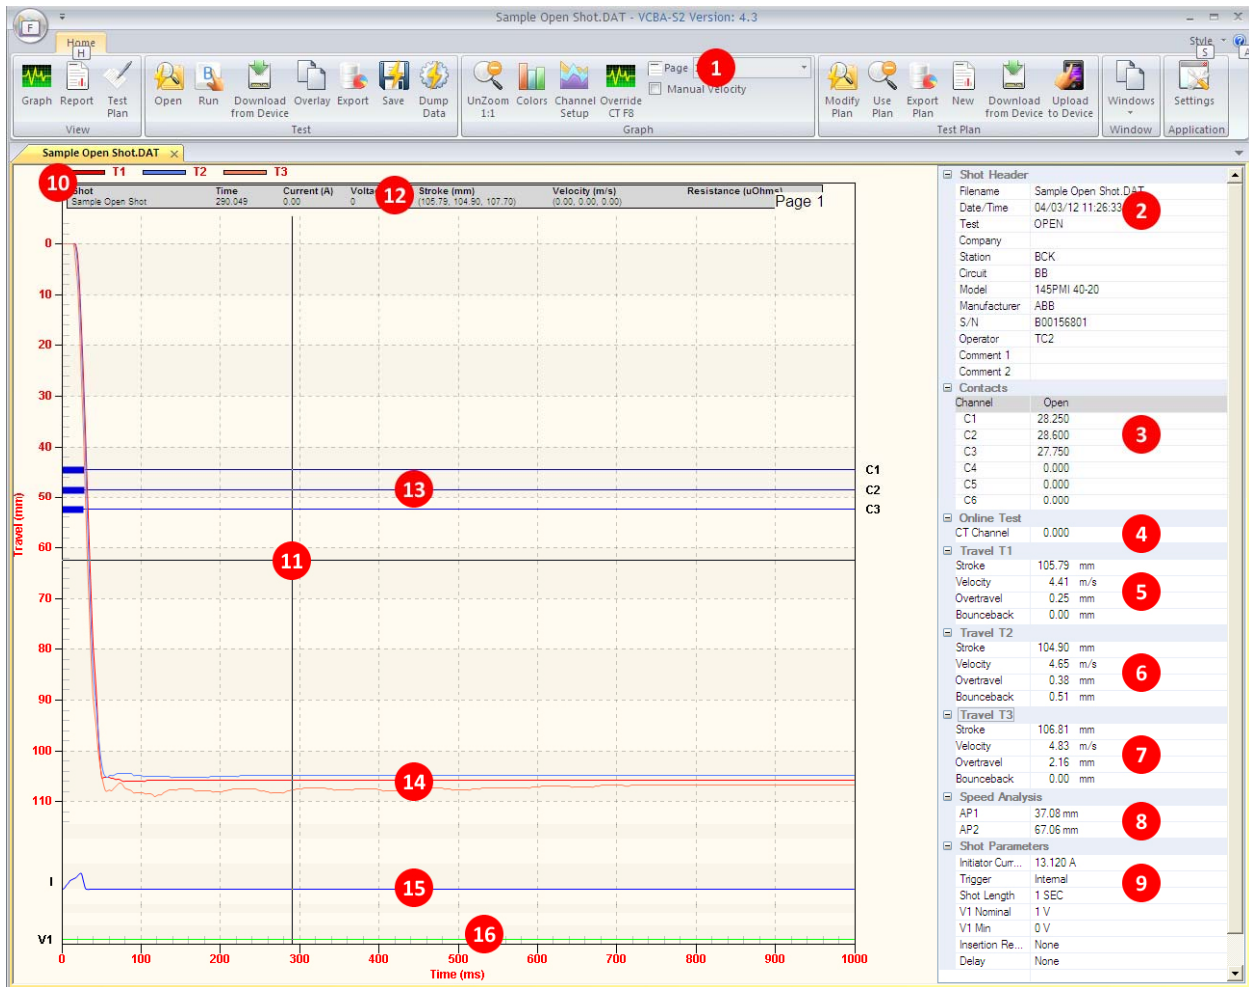 Sample Open Shot.DAT - VCBA-S2 Version: 4.3
F
Home
H
Style
S
A
Graph
Report
Test Plan
View
Open
Run
Download from Device
Overlay
Export
Save
Dump Data
Test
UnZoom 1:1
Colors
Channel Setup
Override CT F8
Page
1
Manual Velocity
Graph
Modify Plan
Use Plan
Export Plan
New
Download from Device
Upload to Device
Test Plan
Windows
Window
Settings
Application
Sample Open Shot.DAT
T1 T2 T3
10
Shot Time Current (A) 12 Stroke (mm) Velocity (m/s) Resistance (uOhms)
Sample Open Shot 290.049 0.00 0 (105.79, 104.90, 107.70) (0.00, 0.00, 0.00)
Page 1
0
10
20
30
40
50
60
70
80
90
100
110
Travel (mm)
C1
C2
C3
13
11
14
I
15
V1
16
0 100 200 300 400 500 600 700 800 900 1000
Time (ms)
Shot Header
Filename Sample Open Shot.DAT
Date/Time 04/03/12 11:26:33
2
Test OPEN
Company
Station BCK
Circuit BB
Model 145PMI 40-20
Manufacturer ABB
S/N B00156801
Operator TC2
Comment 1
Comment 2
Contacts
Channel Open
C1 28.250
C2 28.600
3
C3 27.750
C4 0.000
C5 0.000
C6 0.000
Online Test
CT Channel 0.000
4
Travel T1
Stroke 105.79 mm
Velocity 4.41 m/s
5
Overtravel 0.25 mm
Bounceback 0.00 mm
Travel T2
Stroke 104.90 mm
Velocity 4.65 m/s
6
Overtravel 0.38 mm
Bounceback 0.51 mm
Travel T3
Stroke 106.81 mm
Velocity 4.83 m/s
7
Overtravel 2.16 mm
Bounceback 0.00 mm
Speed Analysis
AP1 37.08 mm
8
AP2 67.06 mm
Shot Parameters
Initiator Curr... 13.120 A
Trigger Internal
9
Shot Length 1 SEC
V1 Nominal 1 V
V1 Min 0 V
Insertion Re... None
Delay None